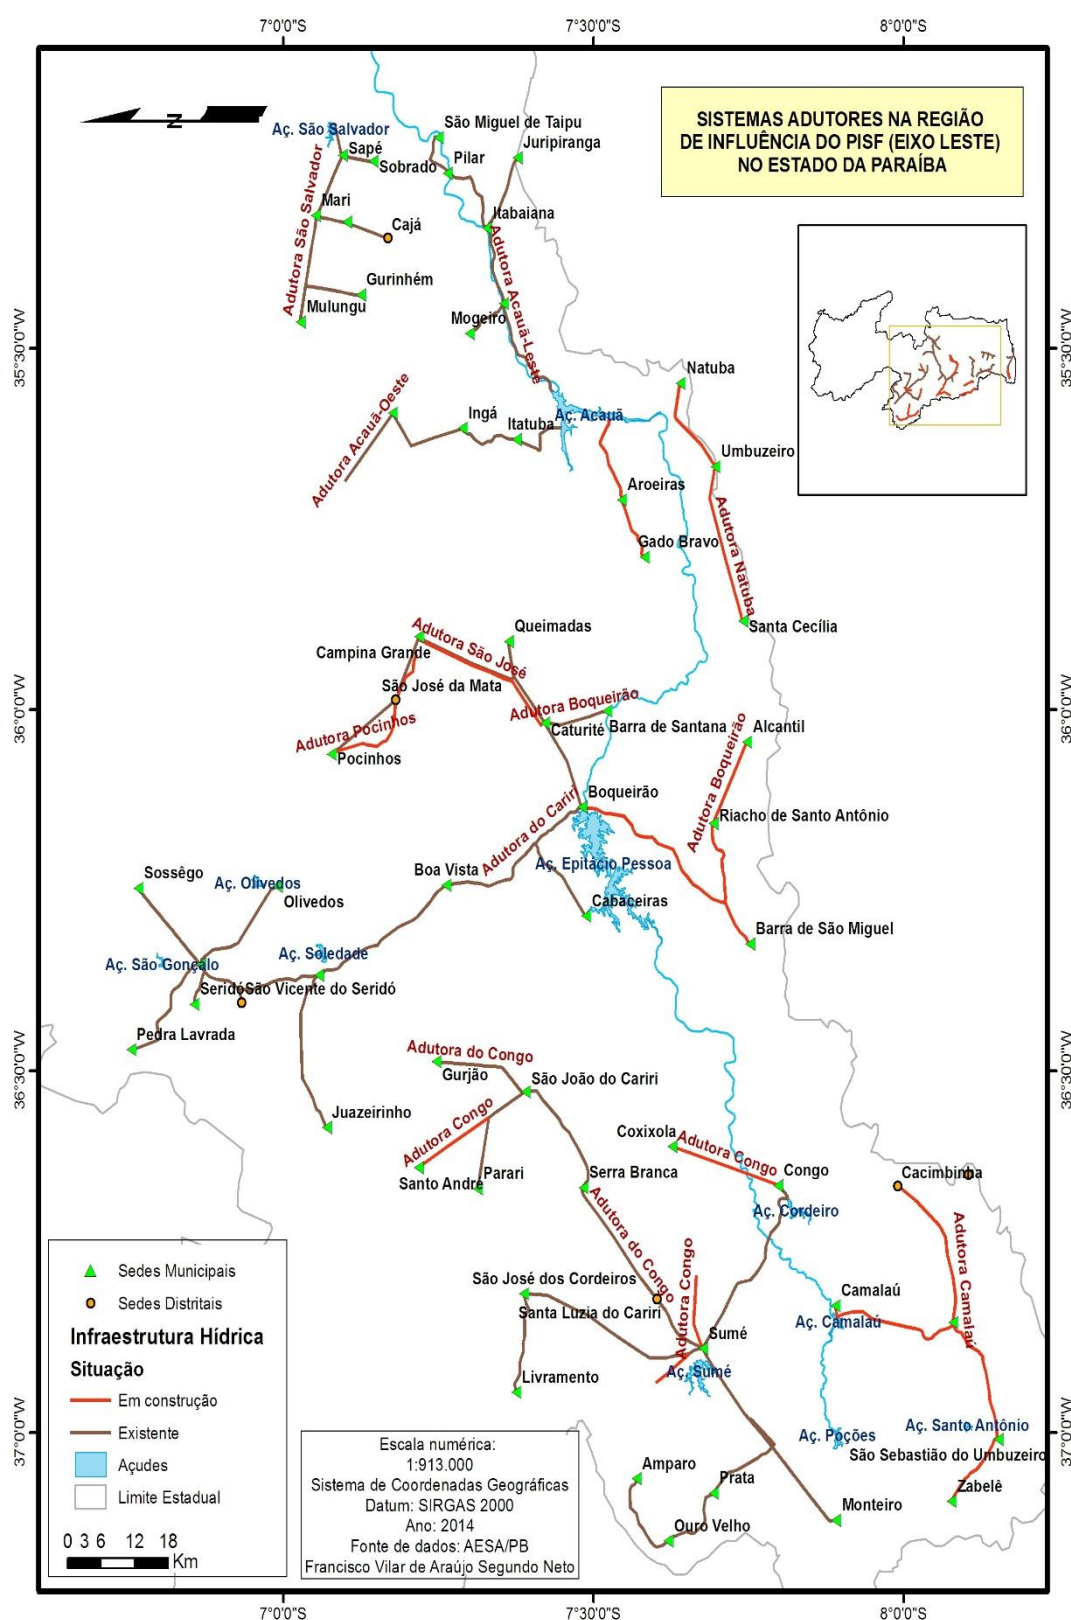 7°0'0"S
7°30'0"S
8°0'0"S
SISTEMAS ADUTORES NA REGIÃO
DE INFLUÊNCIA DO PISF (EIXO LESTE)
NO ESTADO DA PARAÍBA
N
Aç. São Salvador
São Miguel de Taipu
Juripiranga
Sapé
Sobrado
Pilar
Adutora São Salvador
Mari
Cajá
Itabaiana
Gurinhém
Mulungu
Mogeiro
Adutora Acauã-Leste
35°30'0"W
35°30'0"W
Natuba
Adutora Acauã-Oeste
Ingá
Itatuba
Aç. Acauã
Umbuzeiro
Aroeiras
Gado Bravo
Adutora Natuba
Santa Cecília
Queimadas
Adutora São José
Campina Grande
São José da Mata
Adutora Boqueirão
36°0'0"W
36°0'0"W
Adutora Pocinhos
Pocinhos
Caturité
Barra de Santana
Alcantil
Adutora Boqueirão
Boqueirão
Riacho de Santo Antônio
Adutora do Cariri
Boa Vista
Aç. Epitácio Pessoa
Sossêgo
Aç. Olivedos
Olivedos
Cabaceiras
Barra de São Miguel
Aç. São Gonçalo
Aç. Soledade
Seridó
São Vicente do Seridó
Pedra Lavrada
Adutora do Congo
Gurjão
São João do Cariri
36°30'0"W
36°30'0"W
Juazeirinho
Adutora Congo
Coxixola
Adutora Congo
Santo André
Parari
Serra Branca
Congo
Cacimbinha
Aç. Cordeiro
Adutora do Congo
Adutora Congo
São José dos Cordeiros
Santa Luzia do Cariri
Sumé
Camalaú
Aç. Camalaú
Adutora Camalaú
Livramento
Aç. Sumé
Aç. Poções
Aç. Santo Antônio
São Sebastião do Umbuzeiro
37°0'0"W
37°0'0"W
Amparo
Prata
Zabelê
Ouro Velho
Monteiro
Sedes Municipais
Sedes Distritais
Infraestrutura Hídrica
Situação
Em construção
Existente
Açudes
Limite Estadual
0 3 6 12 18
Km
Escala numérica:
1:913.000
Sistema de Coordenadas Geográficas
Datum: SIRGAS 2000
Ano: 2014
Fonte de dados: AESA/PB
Francisco Vilar de Araújo Segundo Neto
7°0'0"S
7°30'0"S
8°0'0"S